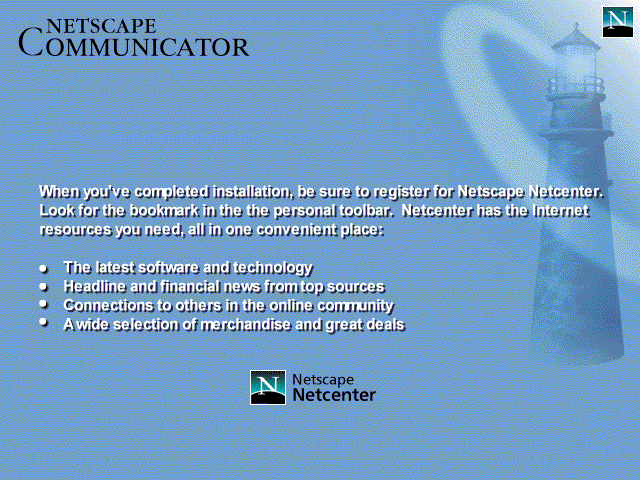 NETSCAPE
COMMUNICATOR
N
When you've completed installation, be sure to register for Netscape Netcenter.
Look for the bookmark in the the personal toolbar. Netcenter has the Internet
resources you need, all in one convenient place:
• The latest software and technology
• Headline and financial news from top sources
• Connections to others in the online community
• A wide selection of merchandise and great deals
N
Netscape
Netcenter